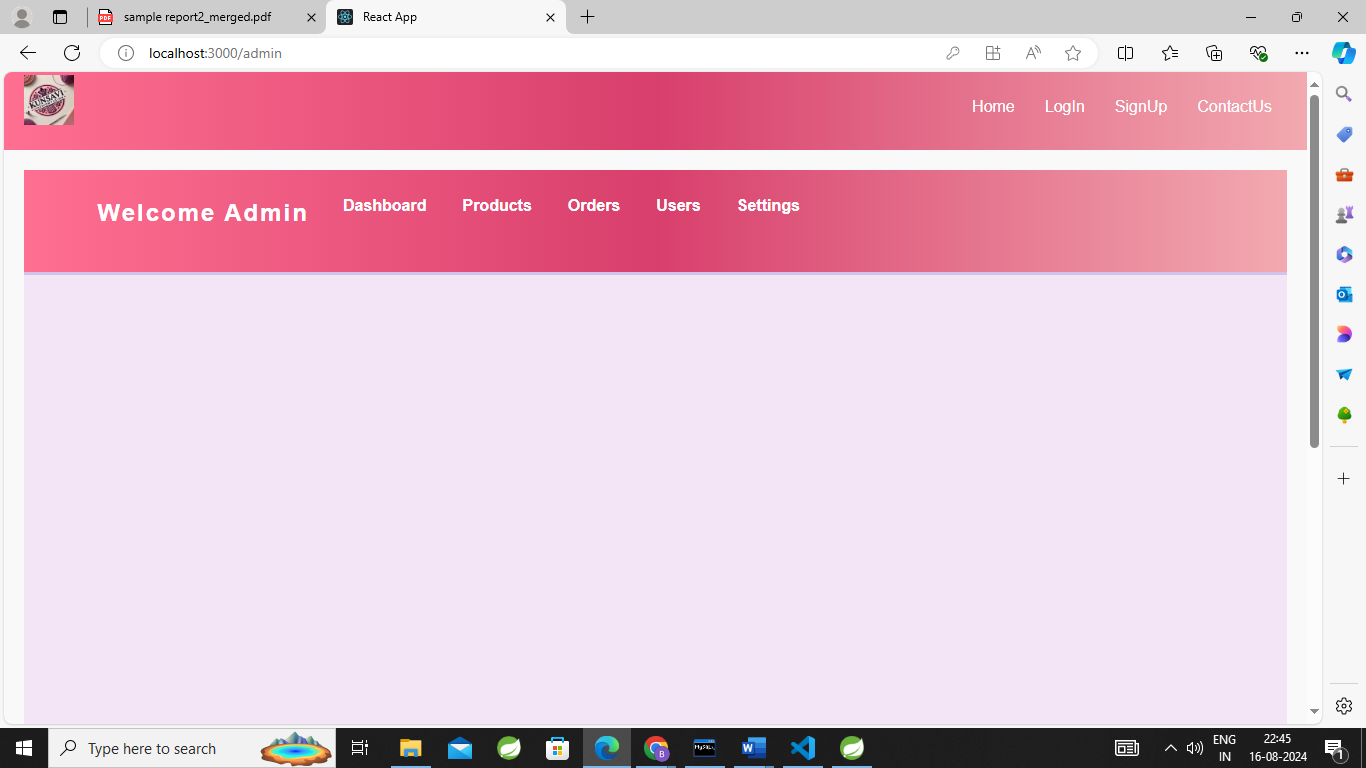 sample report2_merged.pdf
React App
localhost:3000/admin
KUNSAVI
Home LogIn SignUp ContactUs
Welcome Admin Dashboard Products Orders Users Settings
Type here to search
ENG
IN
22:45
16-08-2024
1